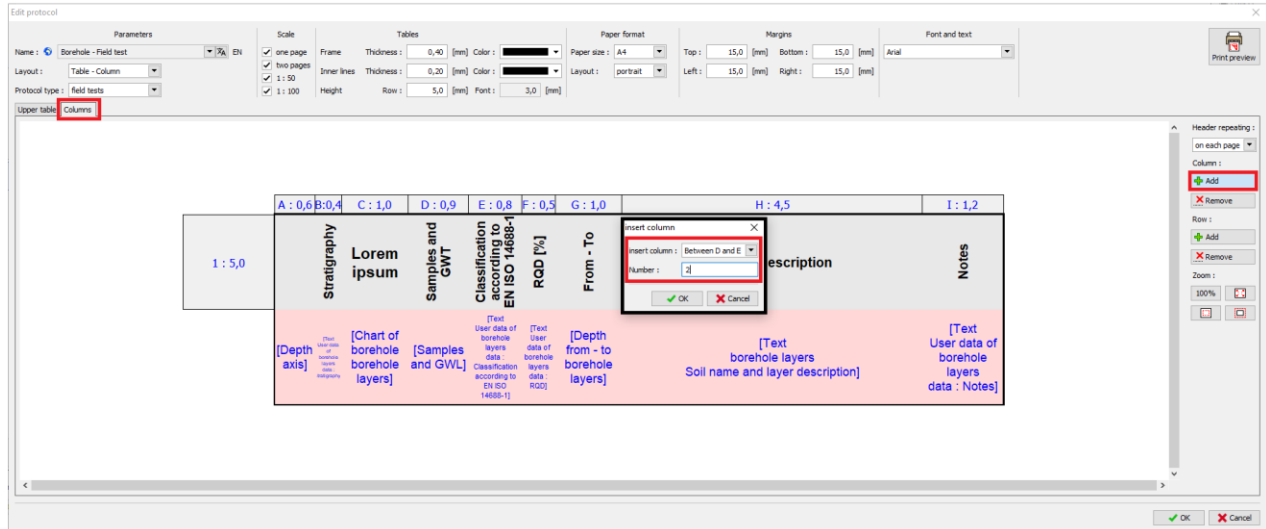 Edit protocol
Parameters
Scale
Tables
Paper format
Margins
Font and text
Name : Borehole - Field test EN
one page
Frame Thickness : 0,40 [mm] Color :
Paper size : A4
Top : 15,0 [mm] Bottom : 15,0 [mm]
Arial
Print preview
two pages
Layout : Table - Column
1 : 50
Inner lines Thickness : 0,20 [mm] Color :
Layout : portrait
Left : 15,0 [mm] Right : 15,0 [mm]
Protocol type : field tests
1 : 100
Height Row : 5,0 [mm] Font : 3,0 [mm]
Upper table Columns
Header repeating :
on each page
Column :
Add
Remove
Row :
Add
Remove
Zoom :
100%
A : 0,6 B:0,4 C : 1,0 D : 0,9 E : 0,8 F : 0,5 G : 1,0 H : 4,5 I : 1,2
1 : 5,0
Stratigraphy
Lorem
ipsum
Samples and
GWT
Classification
according to
EN ISO 14688-1
RQD [%]
From - To
escription
Notes
insert column
insert column : Between D and E
Number : 2
OK Cancel
[Depth
axis]
[Text
User data
of
borehole
layers
data :
Stratigraphy]
[Chart of
borehole
borehole
layers]
[Samples
and GWL]
[Text
User data of
borehole
layers
data :
Classification
according to
EN ISO
14688-1]
[Text
User
data of
borehole
layers
data :
RQD]
[Depth
from - to
borehole
layers]
[Text
borehole layers
Soil name and layer description]
[Text
User data of
borehole
layers
data : Notes]
OK Cancel